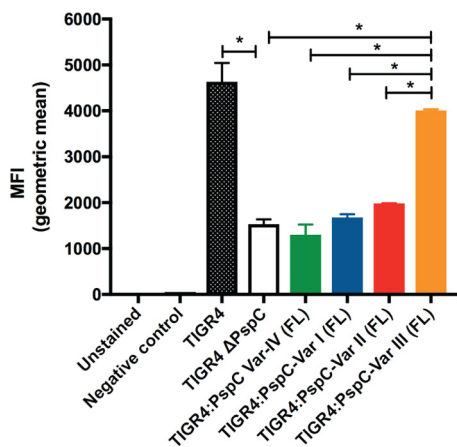 * * * * *
6000
5000
4000
3000
2000
1000
0
MFI
(geometric mean)
Unstained
Negative control
TIGR4
TIGR4 ΔPspC
TIGR4:PspC Var-IV (FL)
TIGR4:PspC-Var I (FL)
TIGR4:PspC-Var II (FL)
TIGR4:PspC-Var III (FL)